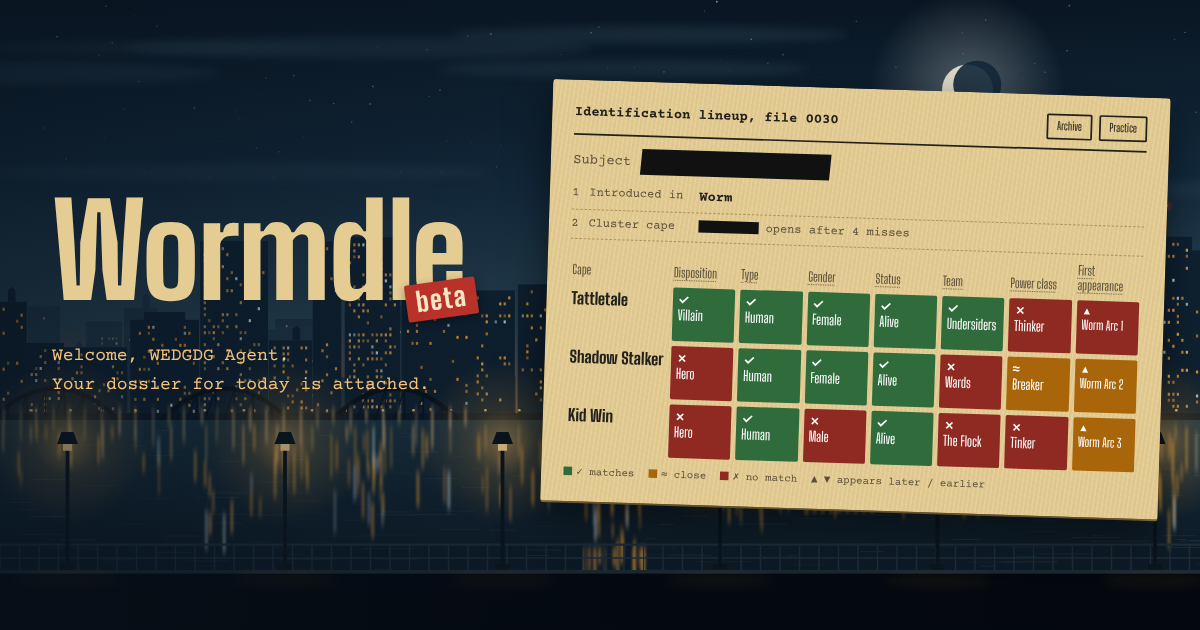 Wormdle
beta
Welcome, WEDGDG Agent.
Your dossier for today is attached.
Identification lineup, file 0030
Archive
Practice
Subject
1 Introduced in Worm
2 Cluster cape opens after 4 misses
Cape Disposition Type Gender Status Team Power class First appearance
Tattletale ✓ Villain ✓ Human ✓ Female ✓ Alive ✓ Undersiders ✕ Thinker ▲ Worm Arc 1
Shadow Stalker ✕ Hero ✓ Human ✓ Female ✓ Alive ✕ Wards ≈ Breaker ▲ Worm Arc 2
Kid Win ✕ Hero ✓ Human ✕ Male ✓ Alive ✕ The Flock ✕ Tinker ▲ Worm Arc 3
✓ matches ≈ close ✗ no match ▲ ▼ appears later / earlier